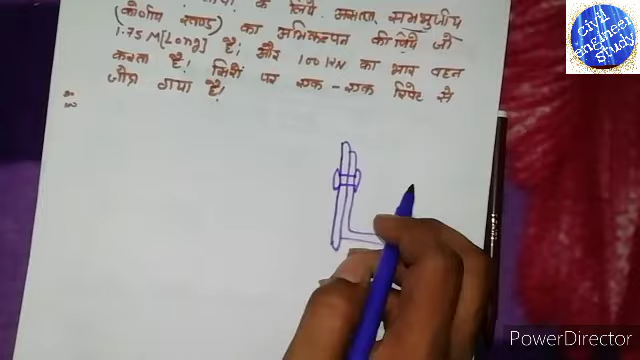 के लिये असमान समभुजीय
(कोणीय खण्ड) का अभिकल्पन की जिये जो
1.75 M[Long] है; और 100 KN का भार वहन
करता है! सिरों पर एक - एक रिवेट से
जोड़ा गया है!
civil
engineer
study
PowerDirector